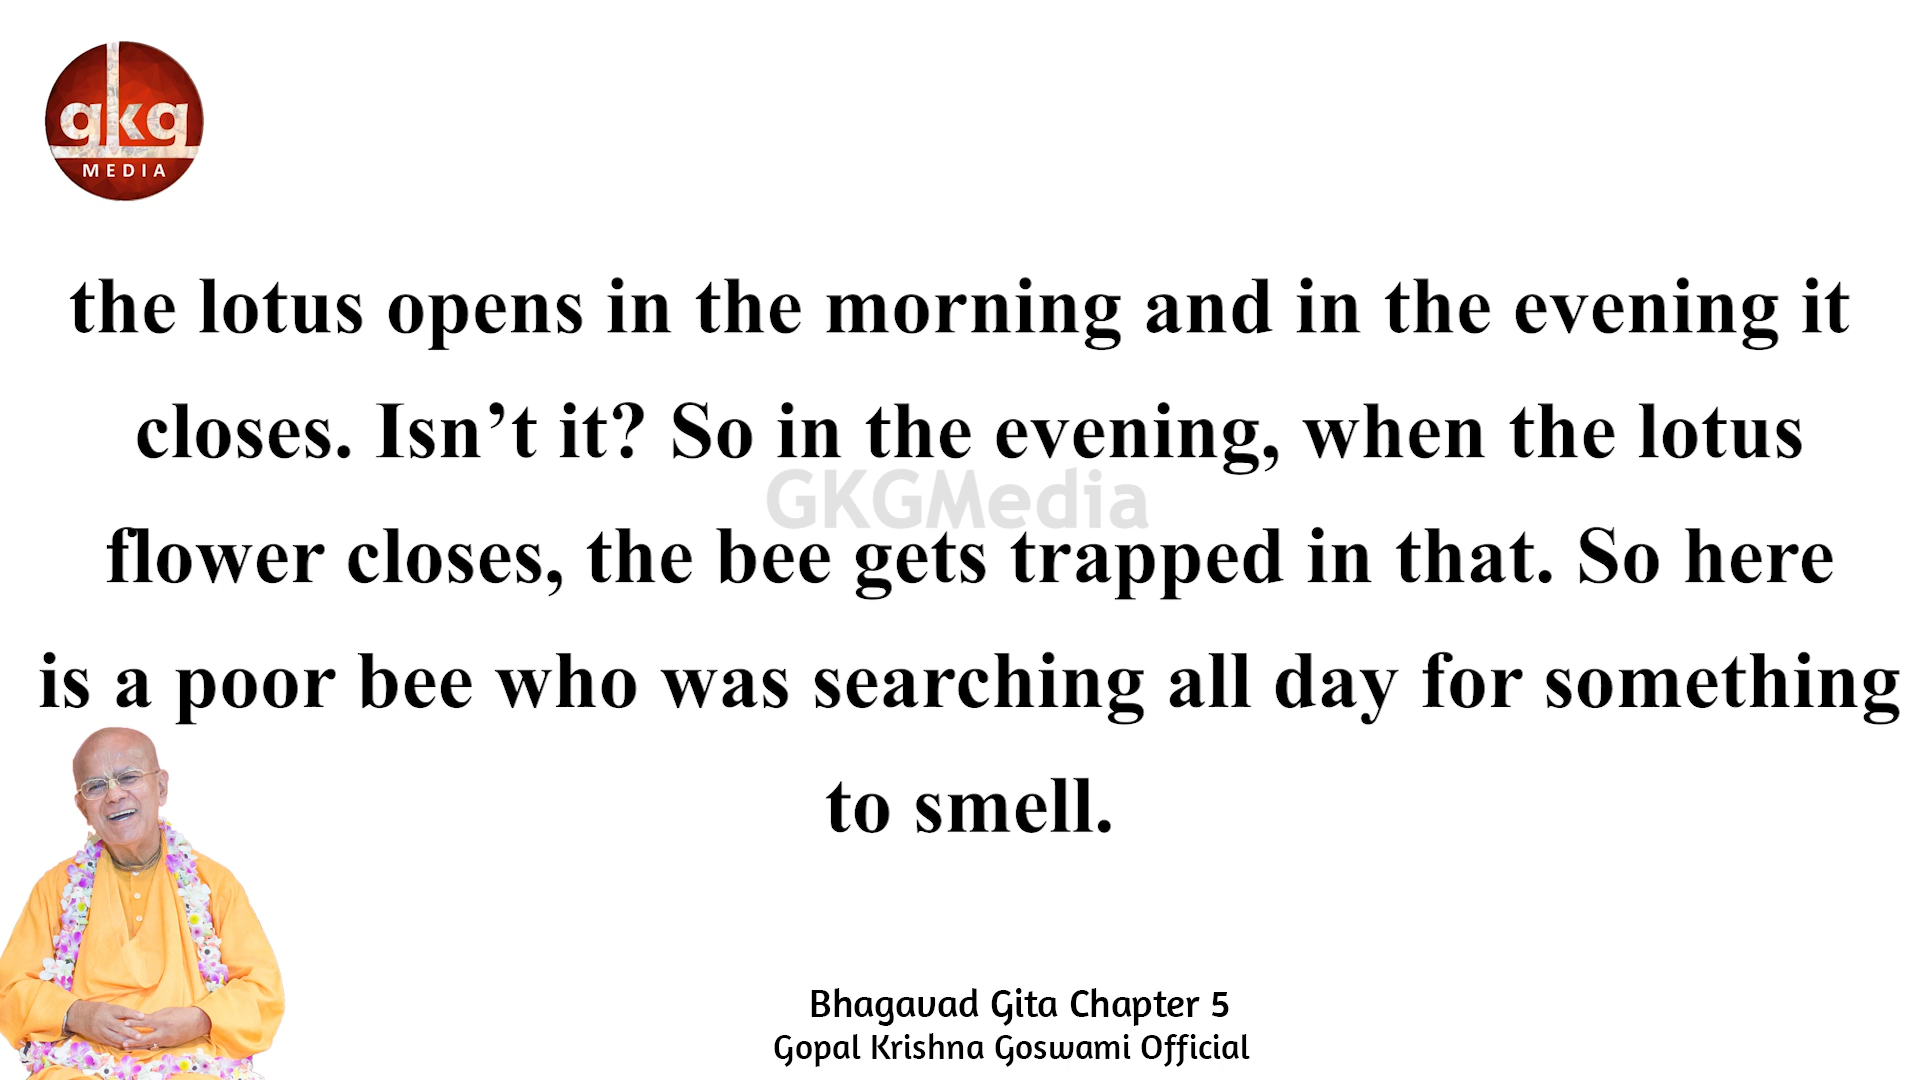 gkg
MEDIA
the lotus opens in the morning and in the evening it
closes. Isn’t it? So in the evening, when the lotus
GKGMedia
flower closes, the bee gets trapped in that. So here
is a poor bee who was searching all day for something
to smell.
Bhagavad Gita Chapter 5
Gopal Krishna Goswami Official